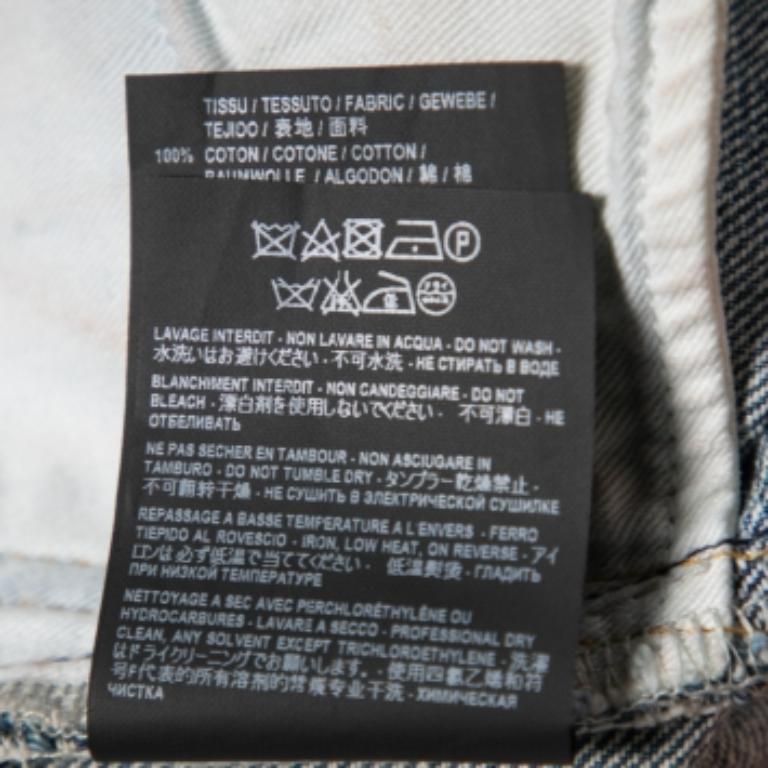 TISSU / TESSUTO / FABRIC / GEWEBE /
TEJIDO / 表地 / 面料
100% COTON / COTONE / COTTON /
BAUMWOLLE / ALGODON / 綿 / 棉
P
ドライ
LAVAGE INTERDIT - NON LAVARE IN ACQUA - DO NOT WASH -
水洗いはお避けください - 不可水洗 - НЕ СТИРАТЬ В ВОДЕ
BLANCHIMENT INTERDIT - NON CANDEGGIARE - DO NOT
BLEACH - 漂白剤を使用しないでください - 不可漂白 - НЕ
ОТБЕЛИВАТЬ
NE PAS SECHER EN TAMBOUR - NON ASCIUGARE IN
TAMBURO - DO NOT TUMBLE DRY - タンブラー乾燥禁止 -
不可翻转干燥 - НЕ СУШИТЬ В ЭЛЕКТРИЧЕСКОЙ СУШИЛКЕ
REPASSAGE A BASSE TEMPERATURE A L ENVERS - FERRO
TIEPIDO AL ROVESCIO - IRON, LOW HEAT, ON REVERSE - アイ
ロンは必ず低温で当ててください - 低温熨烫 - ГЛАДИТЬ
ПРИ НИЗКОЙ ТЕМПЕРАТУРЕ
NETTOYAGE A SEC AVEC PERCHLORÉTHYLÈNE OU
HYDROCARBURES - LAVARE A SECCO - PROFESSIONAL DRY
CLEAN, ANY SOLVENT EXCEPT TRICHLOROETHYLENE - 洗濯
はドライクリーニングでお願いします。- 使用四氯乙烯和符
号F代表的所有溶剂的常规专业干洗 - ХИМИЧЕСКАЯ
ЧИСТКА